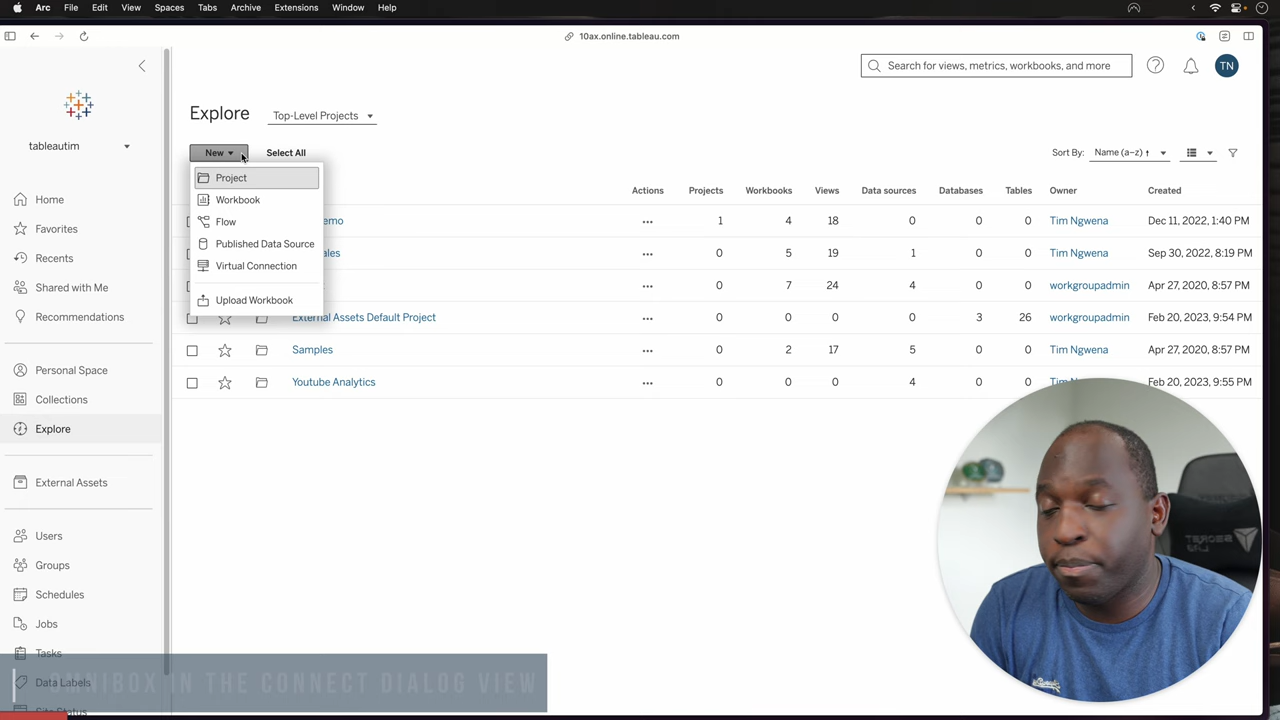 Arc File Edit View Spaces Tabs Archive Extensions Window Help
10ax.online.tableau.com
Search for views, metrics, workbooks, and more
TN
tableautim
Explore
Top-Level Projects
New
Select All
Sort By: Name (a–z)
Project
Workbook
Flow
Published Data Source
Virtual Connection
Upload Workbook
Actions Projects Workbooks Views Data sources Databases Tables Owner Created
emo 1 4 18 0 0 0 Tim Ngwena Dec 11, 2022, 1:40 PM
ales 0 5 19 1 0 0 Tim Ngwena Sep 30, 2022, 8:19 PM
0 7 24 4 0 0 workgroupadmin Apr 27, 2020, 8:57 PM
External Assets Default Project 0 0 0 0 3 26 workgroupadmin Feb 20, 2023, 9:54 PM
Samples 0 2 17 5 0 0 Tim Ngwena Apr 27, 2020, 8:57 PM
Youtube Analytics 0 0 0 4 0 0 Tim N Feb 20, 2023, 9:55 PM
Home
Favorites
Recents
Shared with Me
Recommendations
Personal Space
Collections
Explore
External Assets
Users
Groups
Schedules
Jobs
Tasks
Data Labels
Site Status
OMNIBOX IN THE CONNECT DIALOG VIEW